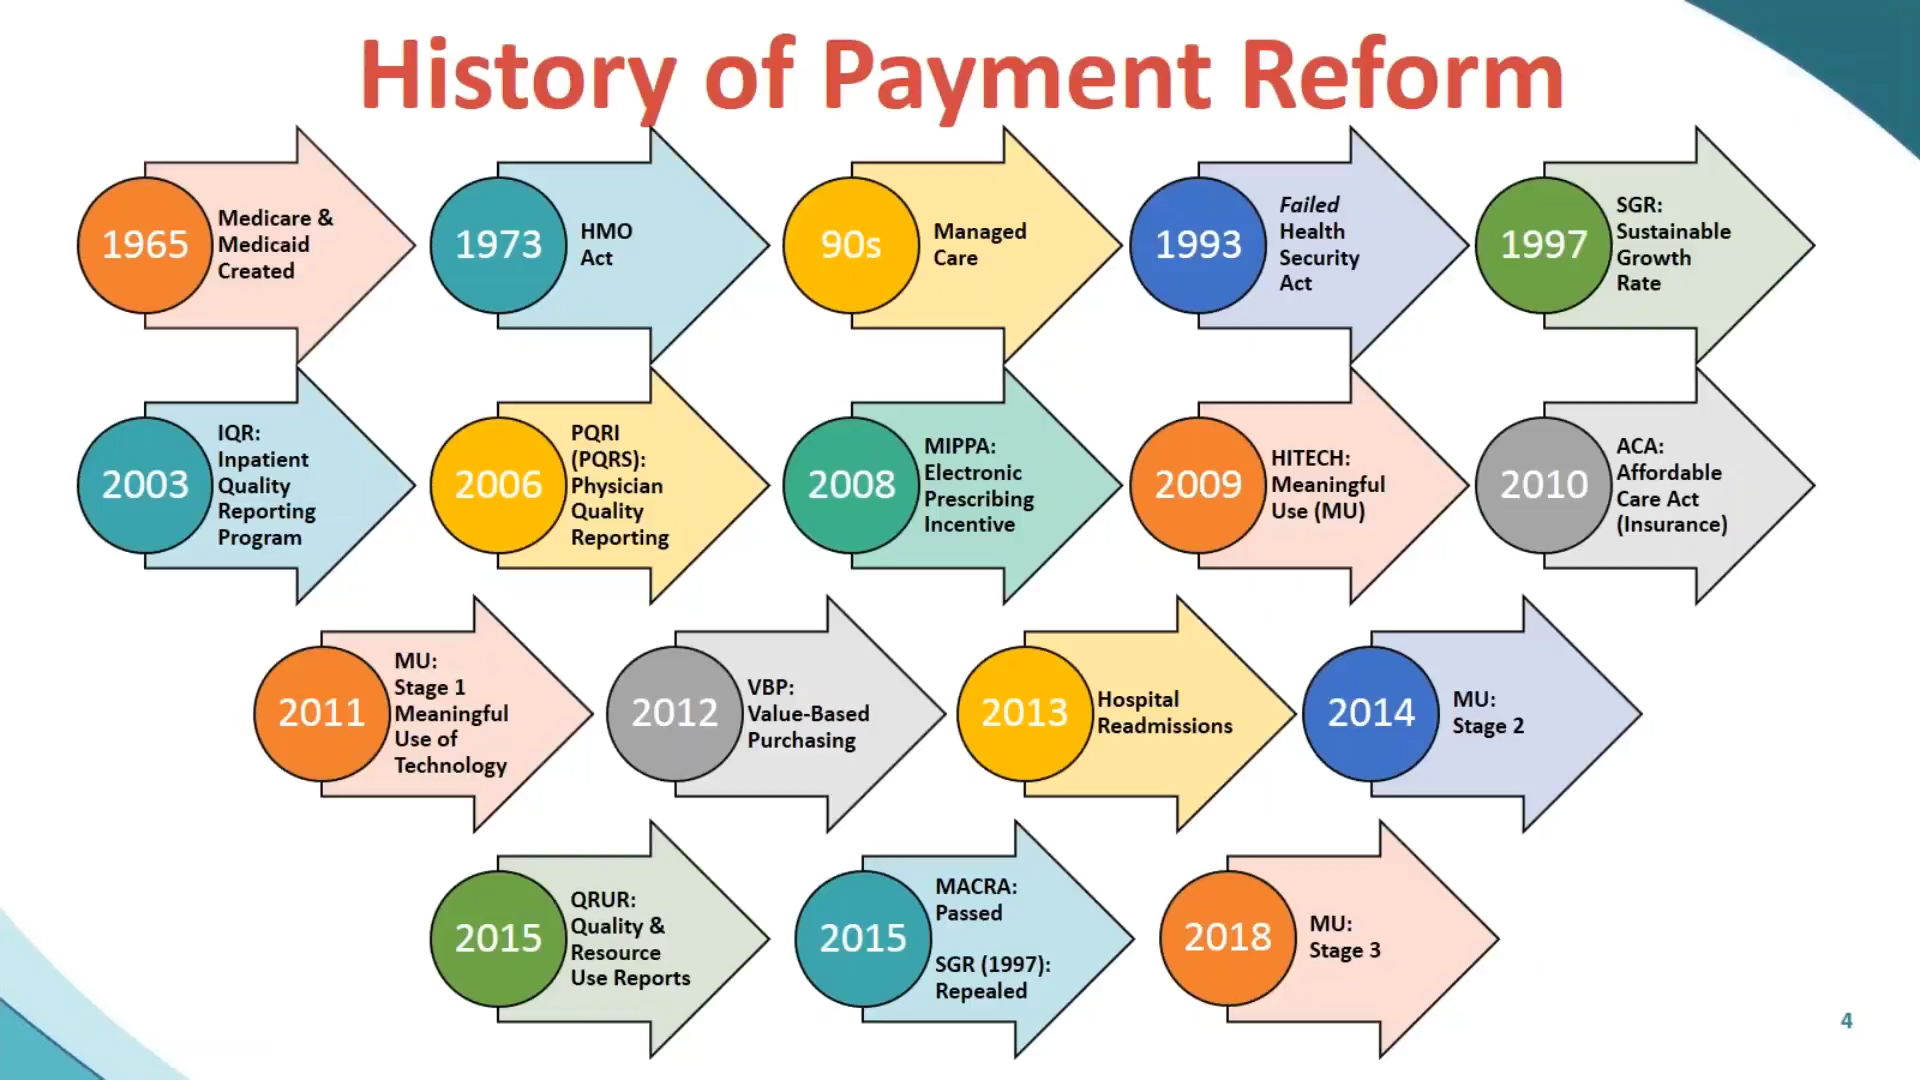 History of Payment Reform
1965
Medicare &
Medicaid
Created
1973
HMO
Act
90s
Managed
Care
1993
Failed
Health
Security
Act
1997
SGR:
Sustainable
Growth
Rate
2003
IQR:
Inpatient
Quality
Reporting
Program
2006
PQRI
(PQRS):
Physician
Quality
Reporting
2008
MIPPA:
Electronic
Prescribing
Incentive
2009
HITECH:
Meaningful
Use (MU)
2010
ACA:
Affordable
Care Act
(Insurance)
2011
MU:
Stage 1
Meaningful
Use of
Technology
2012
VBP:
Value-Based
Purchasing
2013
Hospital
Readmissions
2014
MU:
Stage 2
2015
QRUR:
Quality &
Resource
Use Reports
2015
MACRA:
Passed
SGR (1997):
Repealed
2018
MU:
Stage 3
4